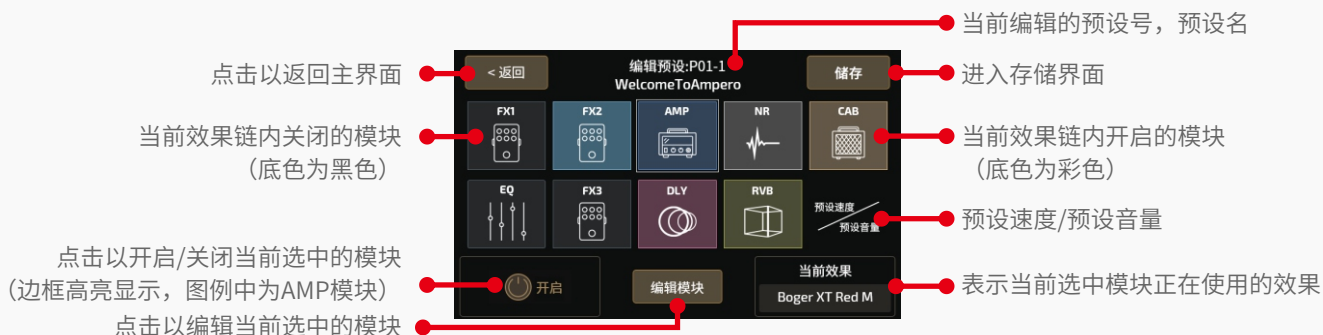 当前编辑的预设号，预设名
点击以返回主界面
< 返回
编辑预设:P01-1
WelcomeToAmpero
储存
进入存储界面
当前效果链内关闭的模块
（底色为黑色）
FX1
FX2
AMP
NR
CAB
当前效果链内开启的模块
（底色为彩色）
EQ
FX3
DLY
RVB
预设速度
预设音量
预设速度/预设音量
点击以开启/关闭当前选中的模块
（边框高亮显示，图例中为AMP模块）
开启
编辑模块
当前效果
Boger XT Red M
表示当前选中模块正在使用的效果
点击以编辑当前选中的模块